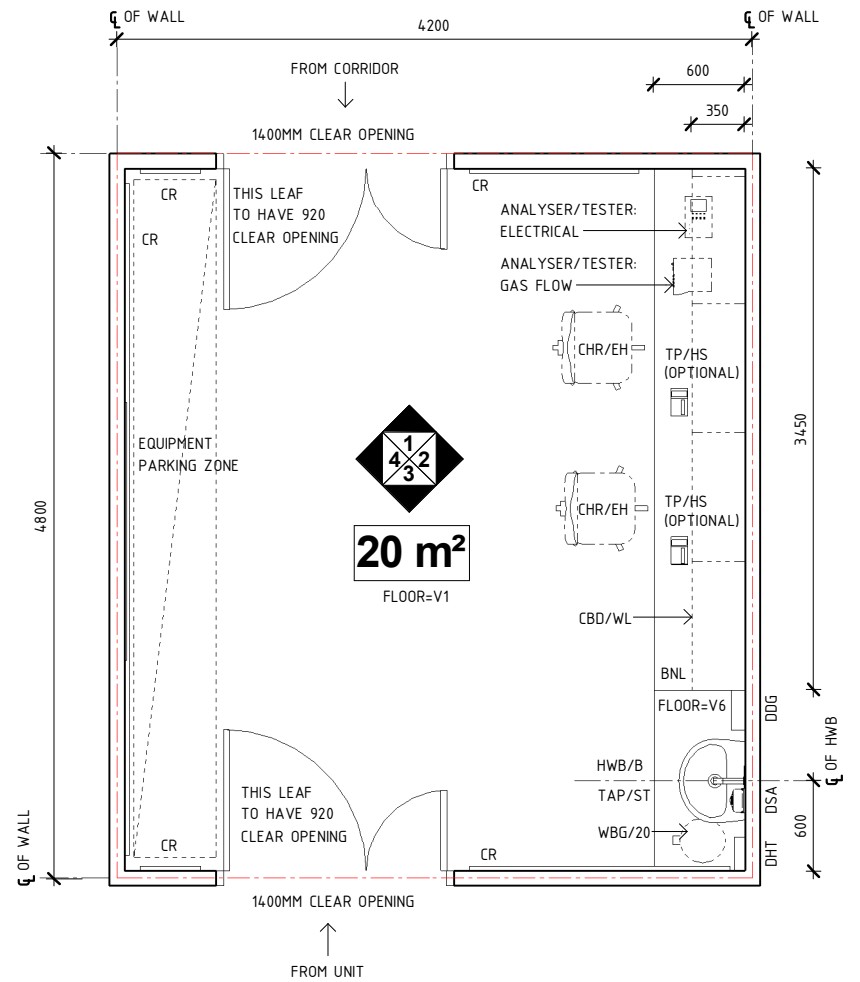 ℄ OF WALL
℄ OF WALL
4200
FROM CORRIDOR
600
350
1400MM CLEAR OPENING
CR
THIS LEAF
TO HAVE 920
CLEAR OPENING
CR
CR
ANALYSER/TESTER:
ELECTRICAL
ANALYSER/TESTER:
GAS FLOW
CHR/EH
TP/HS
(OPTIONAL)
EQUIPMENT
PARKING ZONE
1
4 2
3
3450
4800
CHR/EH
TP/HS
(OPTIONAL)
20 m²
FLOOR=V1
CBD/WL
BNL
FLOOR=V6
DDG
HWB/B
TAP/ST
℄ OF HWB
DSA
THIS LEAF
TO HAVE 920
CLEAR OPENING
WBG/20
600
DHT
CR
CR
℄ OF WALL
1400MM CLEAR OPENING
FROM UNIT